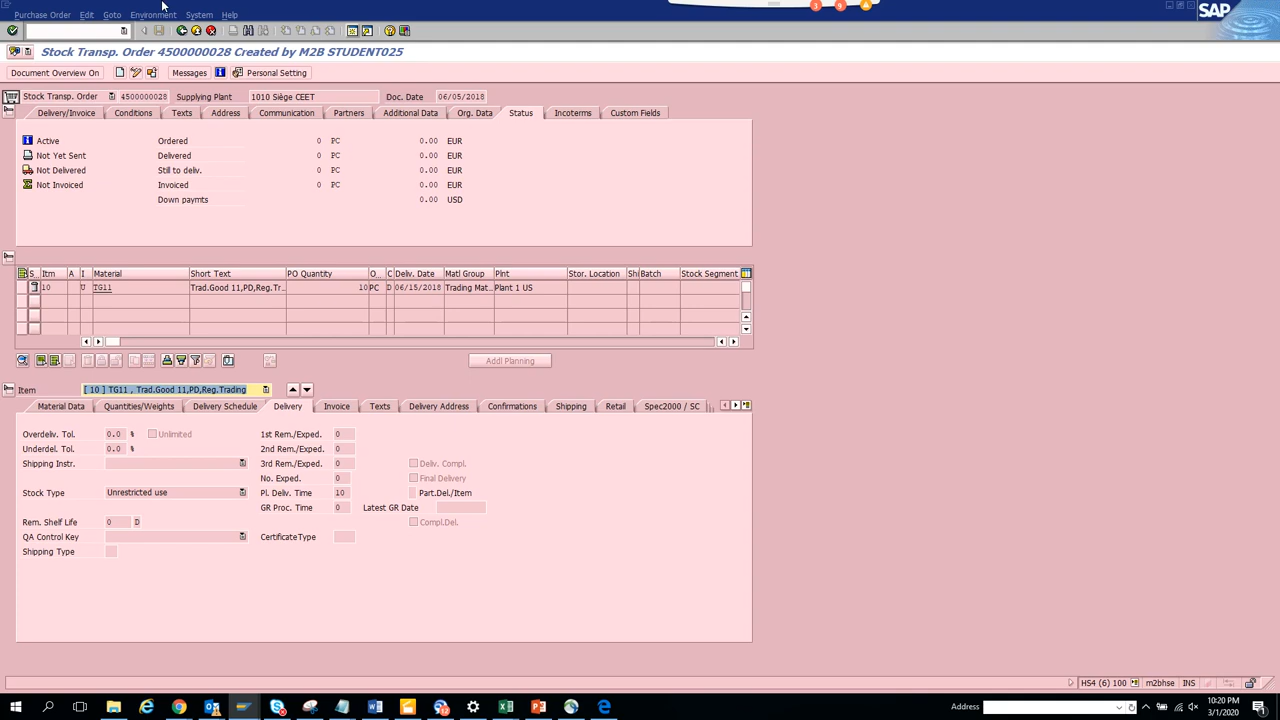 Purchase Order Edit Goto Environment System Help
3 9
SAP
Stock Transp. Order 4500000028 Created by M2B STUDENT025
Document Overview On Messages Personal Setting
Stock Transp. Order 4500000028 Supplying Plant 1010 Siège CEET Doc. Date 06/05/2018
Delivery/Invoice Conditions Texts Address Communication Partners Additional Data Org. Data Status Incoterms Custom Fields
Active Ordered 0 PC 0.00 EUR
Not Yet Sent Delivered 0 PC 0.00 EUR
Not Delivered Still to deliv. 0 PC 0.00 EUR
Not Invoiced Invoiced 0 PC 0.00 EUR
Down paymts 0.00 USD
S.. Itm A I Material Short Text PO Quantity O... C Deliv. Date Matl Group Plnt Stor. Location Shi Batch Stock Segment
10 U TG11 Trad.Good 11,PD,Reg.Tr... 10 PC D 06/15/2018 Trading Mat... Plant 1 US
Addl Planning
Item [ 10 ] TG11 , Trad.Good 11,PD,Reg.Trading
Material Data Quantities/Weights Delivery Schedule Delivery Invoice Texts Delivery Address Confirmations Shipping Retail Spec2000 / SC
Overdeliv. Tol. 0.0 % Unlimited 1st Rem./Exped. 0
Underdel. Tol. 0.0 % 2nd Rem./Exped. 0
Shipping Instr. 3rd Rem./Exped. 0 Deliv. Compl.
No. Exped. 0 Final Delivery
Stock Type Unrestricted use Pl. Deliv. Time 10 Part.Del./Item
GR Proc. Time 0 Latest GR Date
Rem. Shelf Life 0 D Compl.Del.
QA Control Key CertificateType
Shipping Type
HS4 (6) 100 m2bhse INS
Address 10:20 PM
3/1/2020